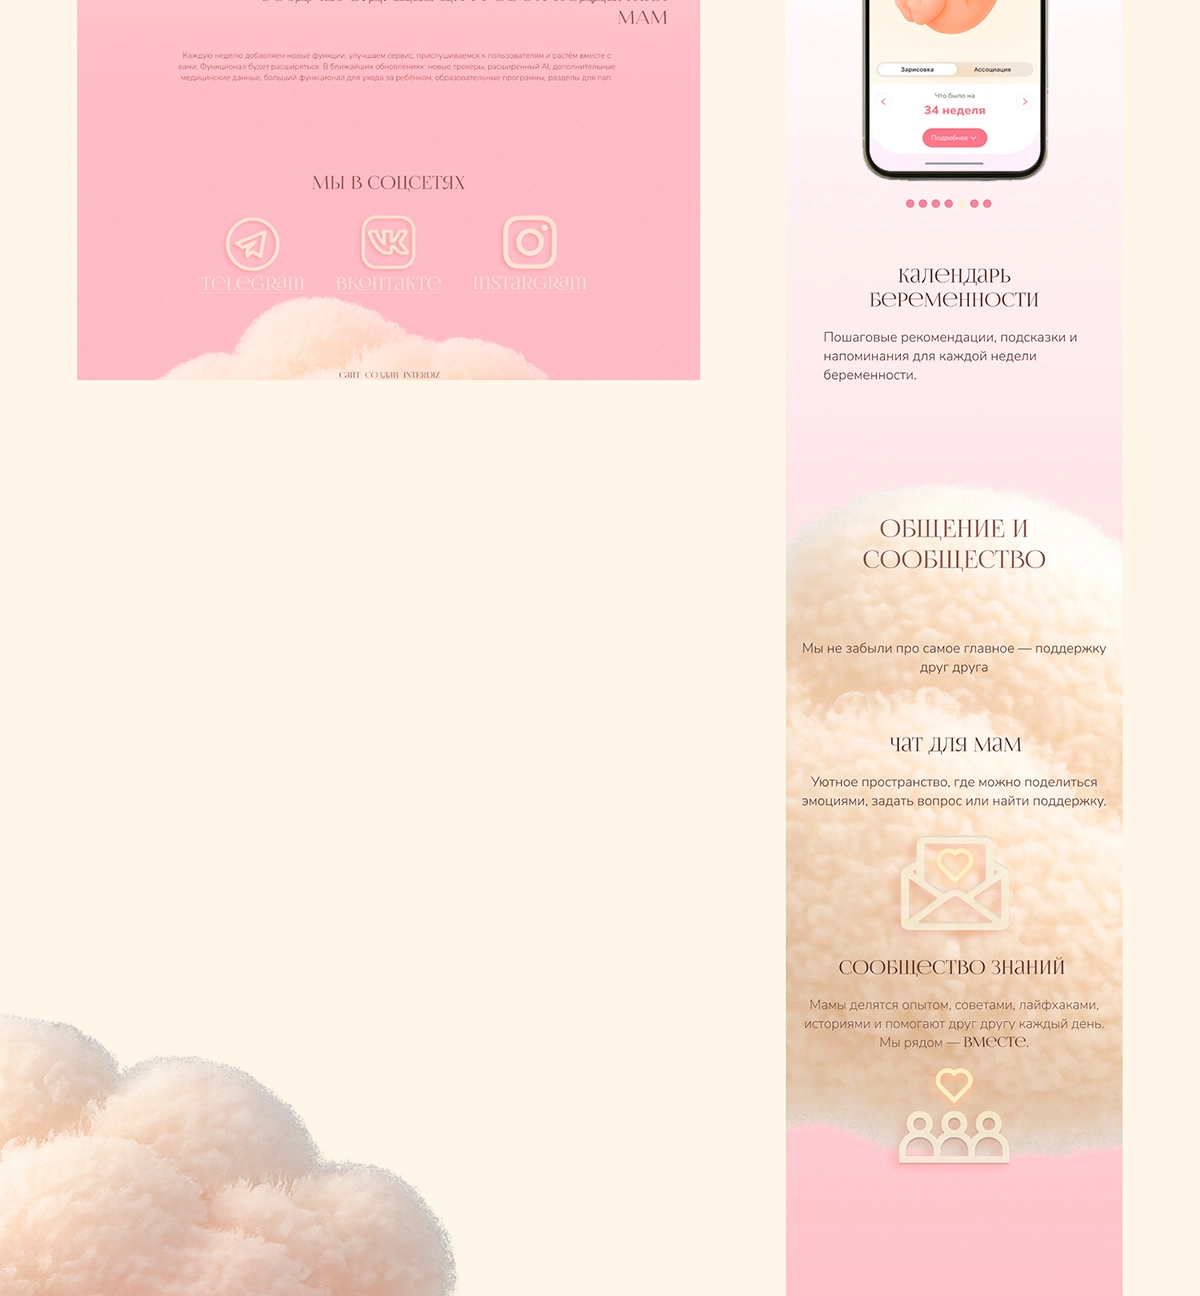 МАМ
Каждую неделю добавляем новые функции, улучшаем сервис, прислушиваемся к пользователям и растём вместе с
вами. Функционал будет расширяться. В ближайших обновлениях: новые трекеры, расширенный AI, дополнительные
медицинские данные, больший функционал для ухода за ребёнком, образовательные программы, разделы для пап.
МЫ В СОЦСЕТЯХ
Telegram
ВКонтакте
Instargram
Сайт создан INTERDIZ
Зарисовка
Ассоциация
Что было на
34 неделя
Подробнее
Календарь
беременности
Пошаговые рекомендации, подсказки и
напоминания для каждой недели
беременности.
ОБЩЕНИЕ И
СООБЩЕСТВО
Мы не забыли про самое главное — поддержку
друг друга
Чат для мам
Уютное пространство, где можно поделиться
эмоциями, задать вопрос или найти поддержку.
Сообщество знаний
Мамы делятся опытом, советами, лайфхаками,
историями и помогают друг другу каждый день.
Мы рядом — вместе.